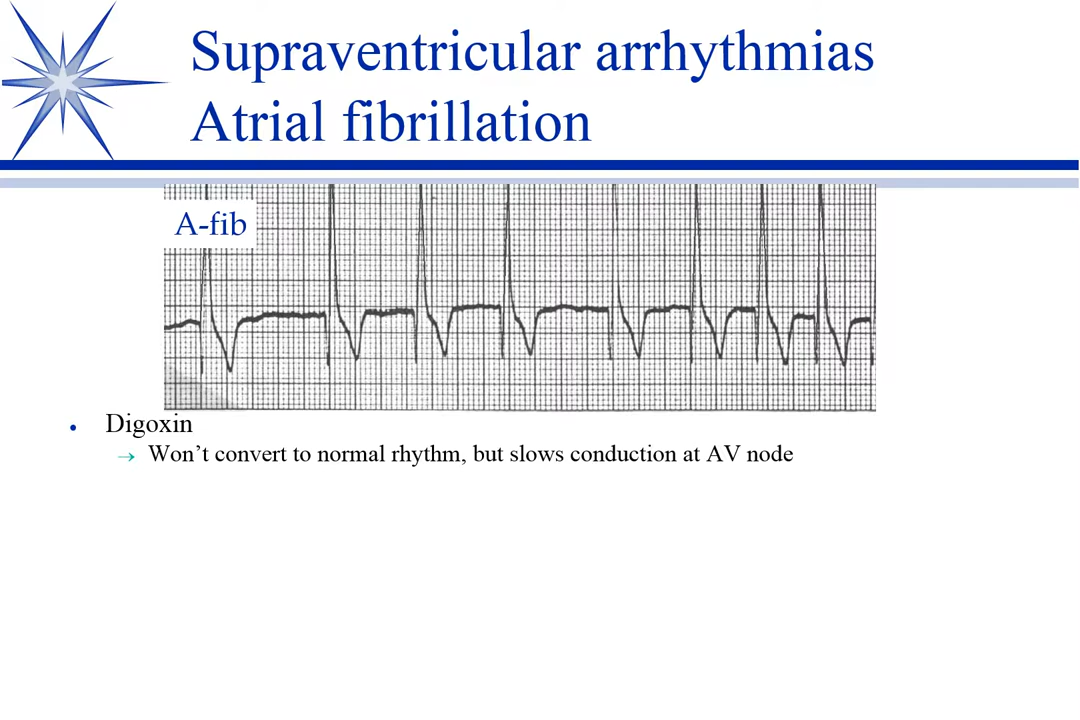 Supraventricular arrhythmias
Atrial fibrillation
A-fib
• Digoxin
→ Won’t convert to normal rhythm, but slows conduction at AV node